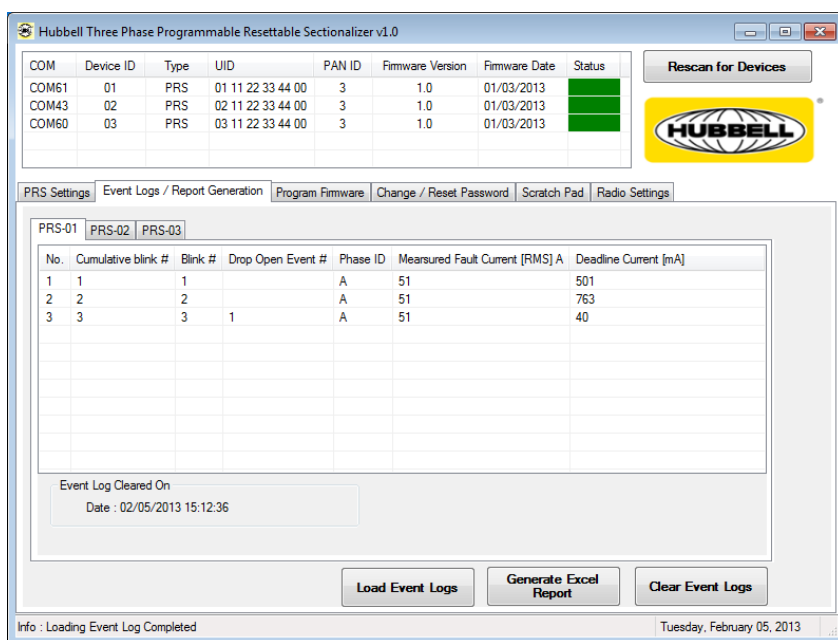 Hubbell Three Phase Programmable Resettable Sectionalizer v1.0
COM Device ID Type UID PAN ID Firmware Version Firmware Date Status
COM61 01 PRS 01 11 22 33 44 00 3 1.0 01/03/2013
COM43 02 PRS 02 11 22 33 44 00 3 1.0 01/03/2013
COM60 03 PRS 03 11 22 33 44 00 3 1.0 01/03/2013
Rescan for Devices
HUBBELL
PRS Settings Event Logs / Report Generation Program Firmware Change / Reset Password Scratch Pad Radio Settings
PRS-01 PRS-02 PRS-03
No. Cumulative blink # Blink # Drop Open Event # Phase ID Mearsured Fault Current [RMS] A Deadline Current [mA]
1 1 1 A 51 501
2 2 2 A 51 763
3 3 3 1 A 51 40
Event Log Cleared On
Date : 02/05/2013 15:12:36
Load Event Logs Generate Excel Report Clear Event Logs
Info : Loading Event Log Completed Tuesday, February 05, 2013